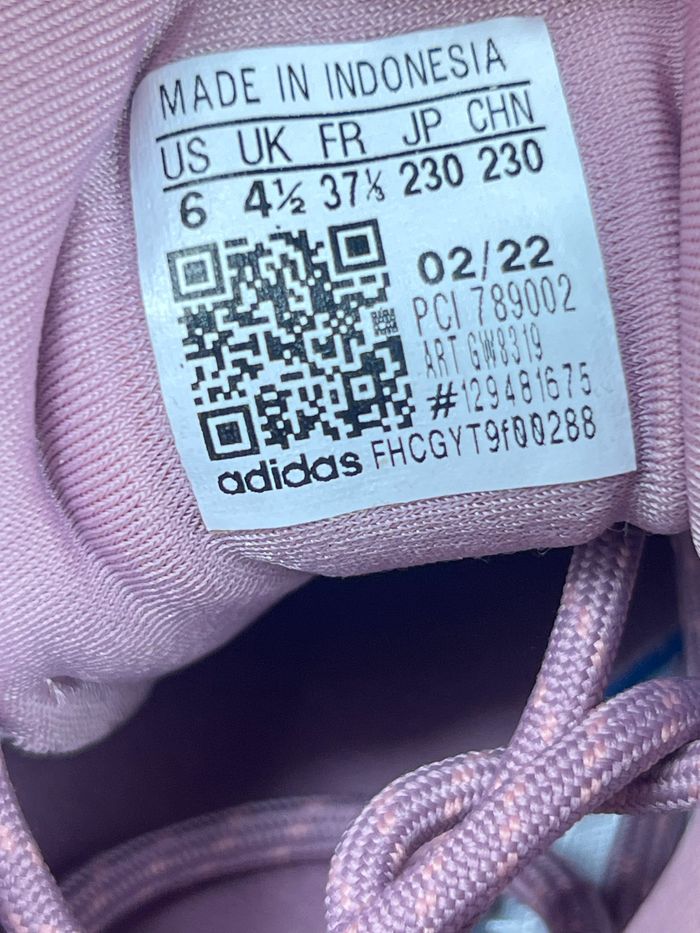 MADE IN INDONESIA
US UK FR JP CHN
6 4½ 37⅓ 230 230
02/22
PCI 789002
ART GW8319
#129481675
adidas FHCGYT9f00288